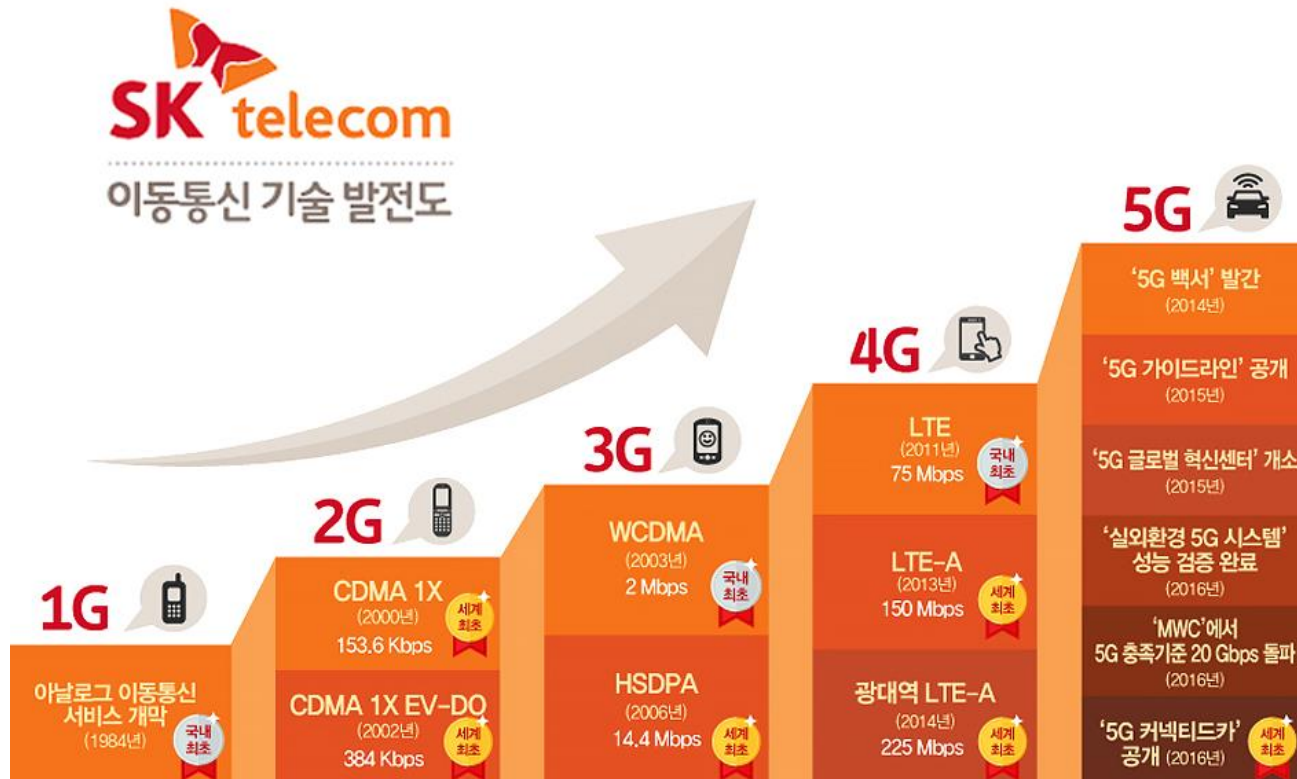 SK telecom
이동통신 기술 발전도
1G
아날로그 이동통신
서비스 개막
(1984년)
국내
최초
2G
CDMA 1X
(2000년)
153.6 Kbps
세계
최초
CDMA 1X EV-DO
(2002년)
384 Kbps
세계
최초
3G
WCDMA
(2003년)
2 Mbps
국내
최초
HSDPA
(2006년)
14.4 Mbps
세계
최초
4G
LTE
(2011년)
75 Mbps
국내
최초
LTE-A
(2013년)
150 Mbps
세계
최초
광대역 LTE-A
(2014년)
225 Mbps
세계
최초
5G
‘5G 백서’ 발간
(2014년)
‘5G 가이드라인’ 공개
(2015년)
‘5G 글로벌 혁신센터’ 개소
(2015년)
‘실외환경 5G 시스템’
성능 검증 완료
(2016년)
‘MWC’에서
5G 충족기준 20 Gbps 돌파
(2016년)
‘5G 커넥티드카’
공개 (2016년)
세계
최초